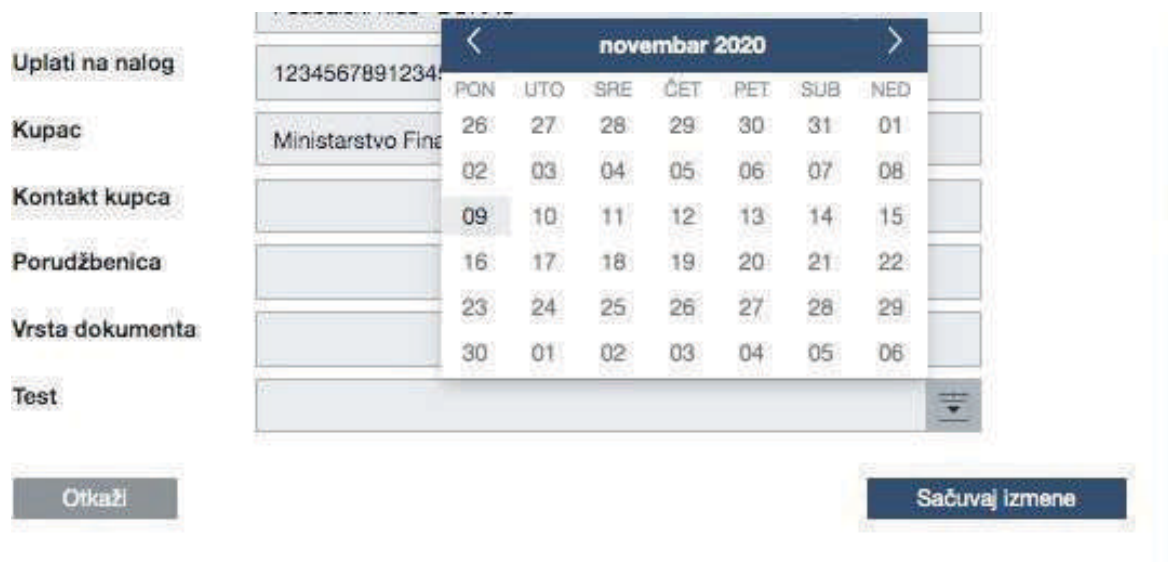 novembar 2020
Uplati na nalog
1234567891234
PON UTO SRE ČET PET SUB NED
Kupac
Ministarstvo Fina
26 27 28 29 30 31 01
02 03 04 05 06 07 08
Kontakt kupca
09 10 11 12 13 14 15
Porudžbenica
16 17 18 19 20 21 22
23 24 25 26 27 28 29
Vrsta dokumenta
30 01 02 03 04 05 06
Test
Otkaži
Sačuvaj izmene